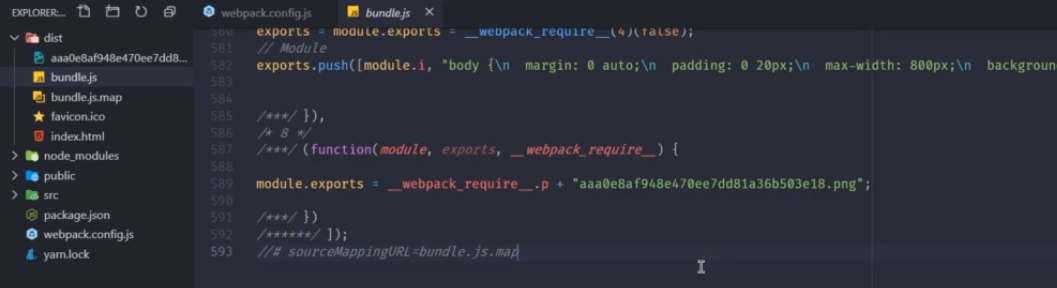 EXPLORER:...
webpack.config.js
bundle.js
dist
aaa0e8af948e470ee7dd8...
bundle.js
bundle.js.map
favicon.ico
index.html
node_modules
public
src
package.json
webpack.config.js
yarn.lock
580 exports = module.exports = __webpack_require__(4)(false);
581 // Module
582 exports.push([module.i, "body {\n  margin: 0 auto;\n  padding: 0 20px;\n  max-width: 800px;\n  backgroun
583
584
585 /***/ }),
586 /* 8 */
587 /***/ (function(module, exports, __webpack_require__) {
588
589 module.exports = __webpack_require__.p + "aaa0e8af948e470ee7dd81a36b503e18.png";
590
591 /***/ })
592 /******/ ]);
593 //# sourceMappingURL=bundle.js.map